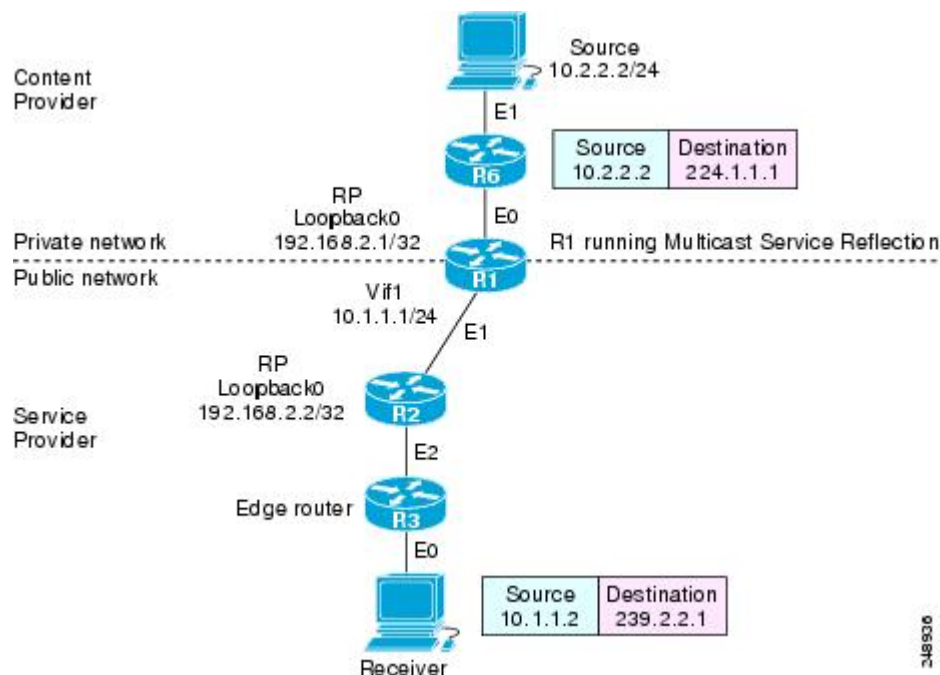 Source
10.2.2.2/24
Content
Provider
E1
R6
Source Destination
10.2.2.2 224.1.1.1
RP
Loopback0
192.168.2.1/32
E0
Private network
R1 running Multicast Service Reflection
R1
Public network
Vif1
10.1.1.1/24
E1
RP
Loopback0
192.168.2.2/32
R2
Service
Provider
E2
Edge router
R3
E0
Source Destination
10.1.1.2 239.2.2.1
Receiver
248936